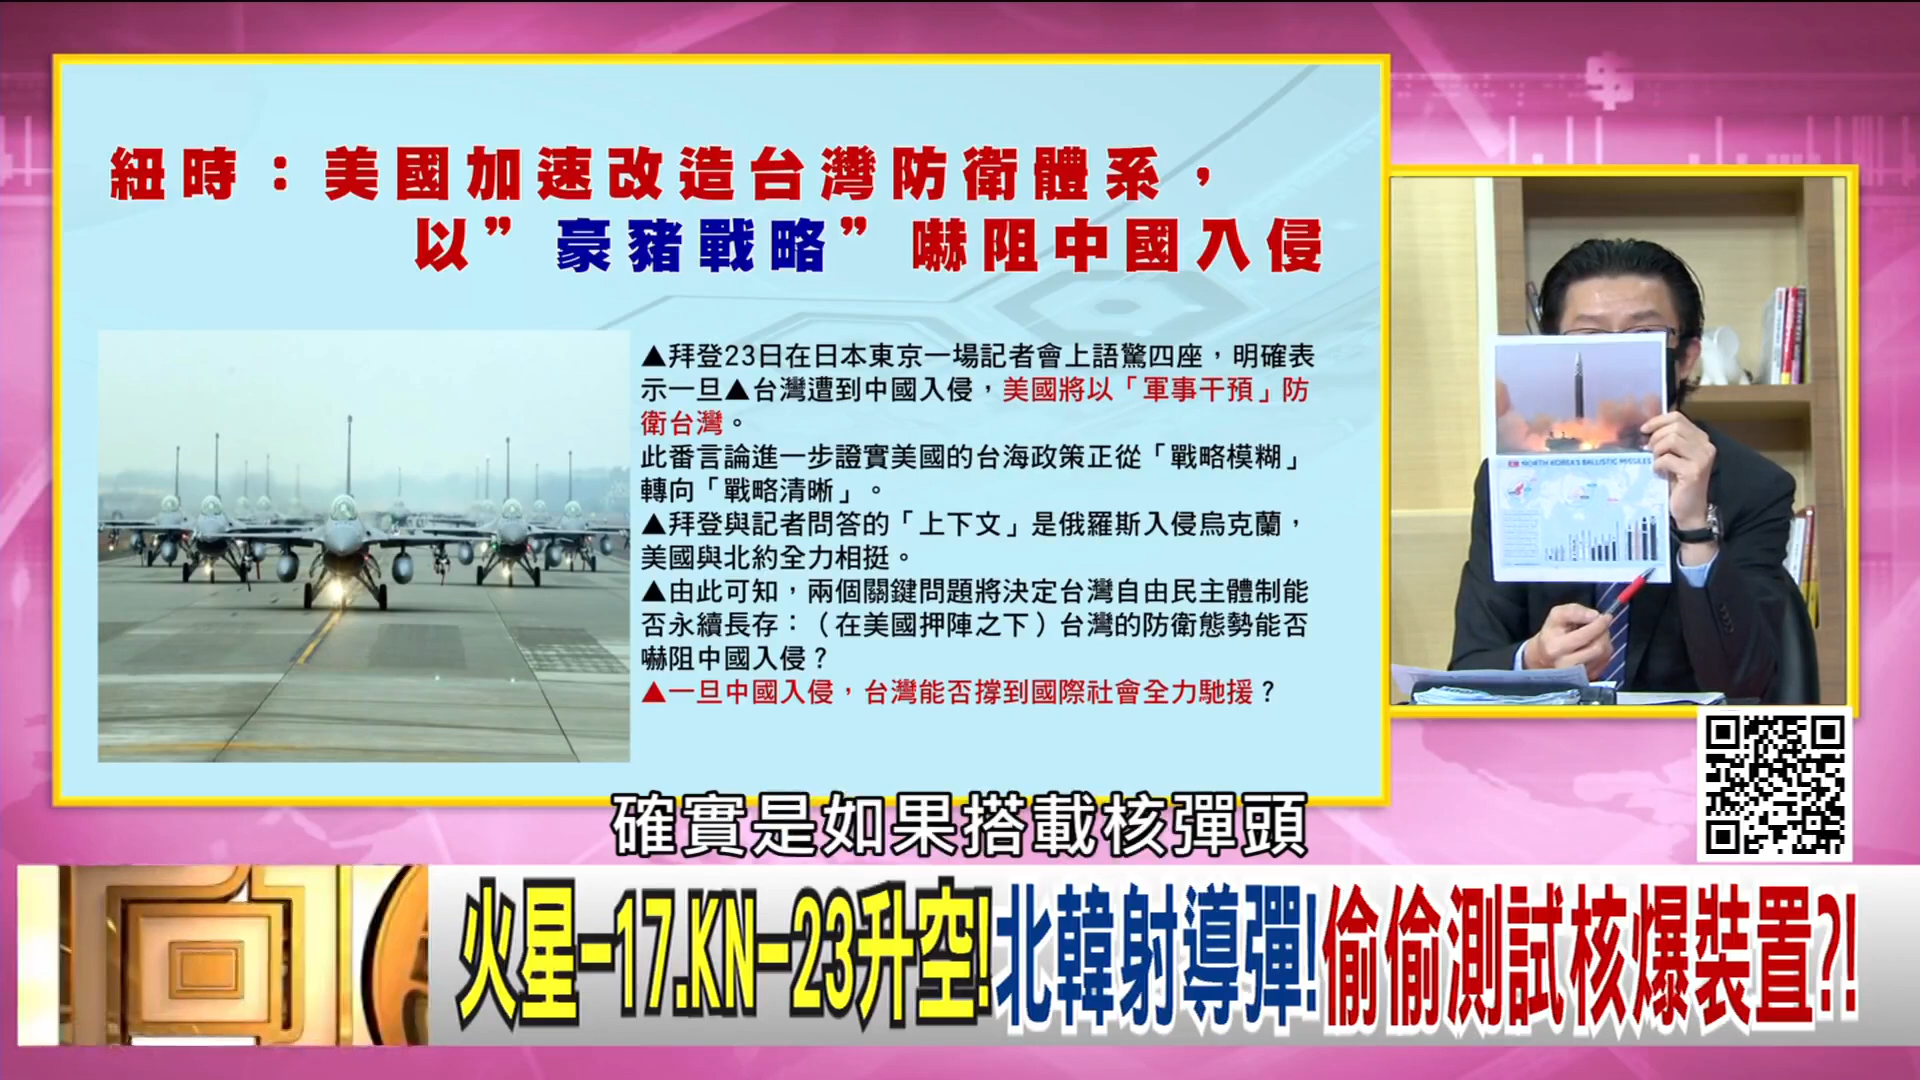 紐時：美國加速改造台灣防衛體系，
以”豪豬戰略”嚇阻中國入侵
▲拜登23日在日本東京一場記者會上語驚四座，明確表
示一旦▲台灣遭到中國入侵，美國將以「軍事干預」防
衛台灣。
此番言論進一步證實美國的台海政策正從「戰略模糊」
轉向「戰略清晰」。
▲拜登與記者問答的「上下文」是俄羅斯入侵烏克蘭，
美國與北約全力相挺。
▲由此可知，兩個關鍵問題將決定台灣自由民主體制能
否永續長存：（在美國押陣之下）台灣的防衛態勢能否
嚇阻中國入侵？
▲一旦中國入侵，台灣能否撐到國際社會全力馳援？
NORTH KOREA'S BALLISTIC MISSILES
確實是如果搭載核彈頭
火星-17.KN-23升空!北韓射導彈!偷偷測試核爆裝置?!